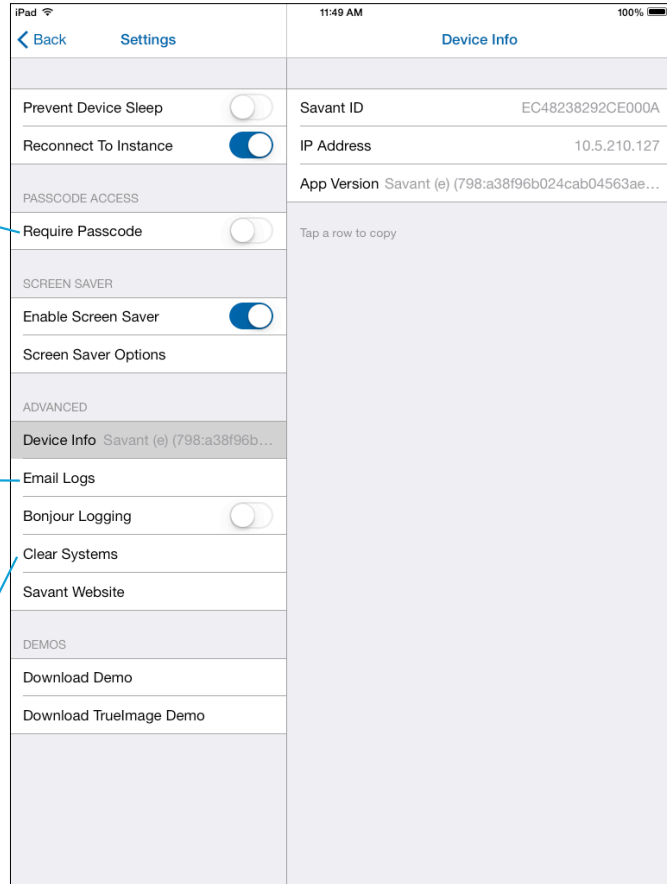 iPad 11:49 AM 100%
Back Settings
Prevent Device Sleep
Reconnect To Instance
PASSCODE ACCESS
Require Passcode
SCREEN SAVER
Enable Screen Saver
Screen Saver Options
ADVANCED
Device Info Savant (e) (798:a38f96b...
Email Logs
Bonjour Logging
Clear Systems
Savant Website
DEMOS
Download Demo
Download TrueImage Demo
Device Info
Savant ID EC48238292CE000A
IP Address 10.5.210.127
App Version Savant (e) (798:a38f96b024cab04563ae...
Tap a row to copy